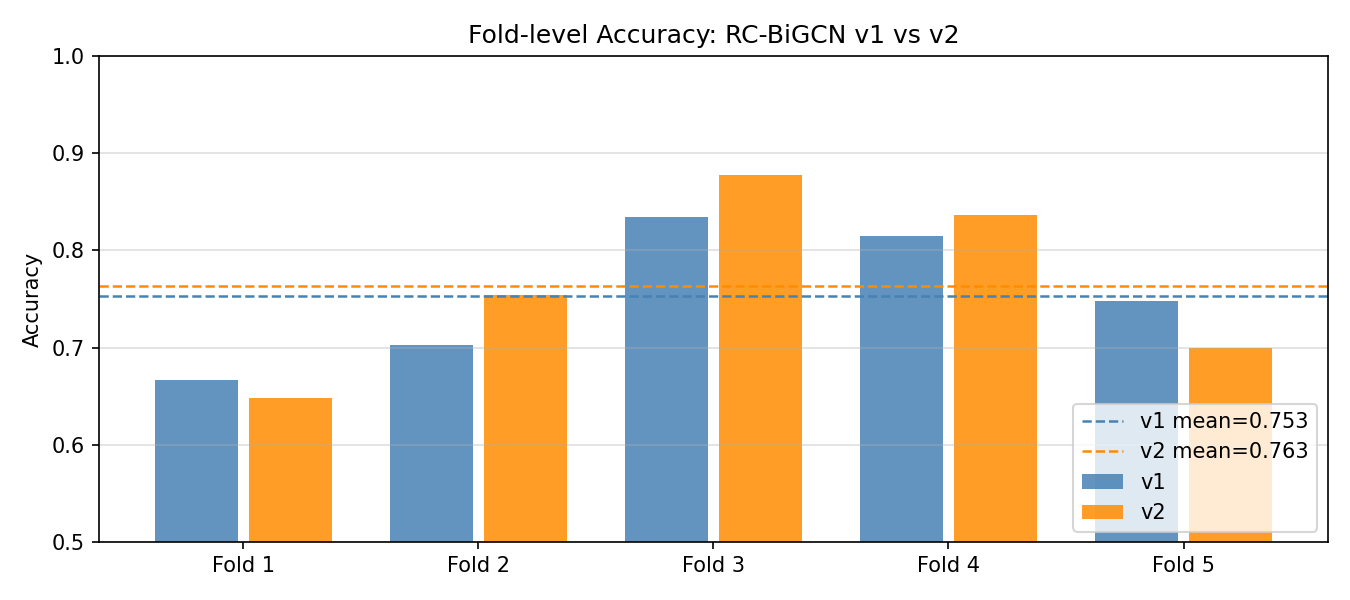 Fold-level Accuracy: RC-BiGCN v1 vs v2
Accuracy
1.0
0.9
0.8
0.7
0.6
0.5
v1 mean=0.753
v2 mean=0.763
v1
v2
Fold 1 Fold 2 Fold 3 Fold 4 Fold 5